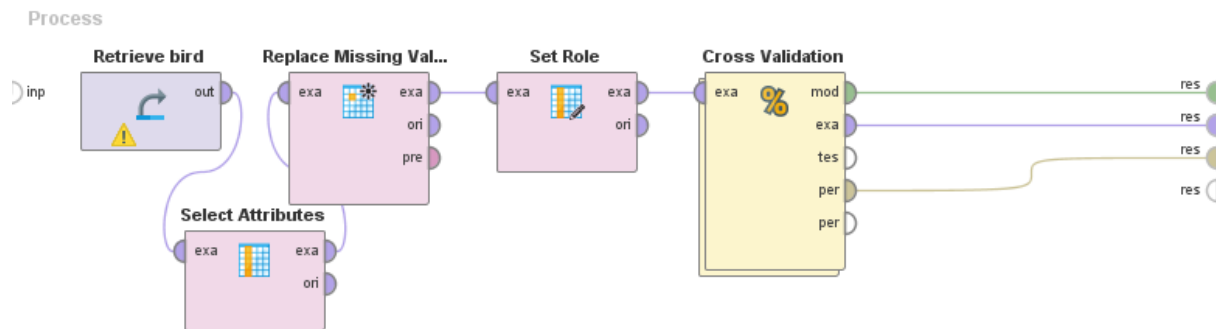 Process
Retrieve bird
Replace Missing Val...
Set Role
Cross Validation
inp
out
exa
exa
ori
pre
exa
exa
ori
exa
mod
exa
tes
per
per
res
res
res
res
Select Attributes
exa
exa
ori